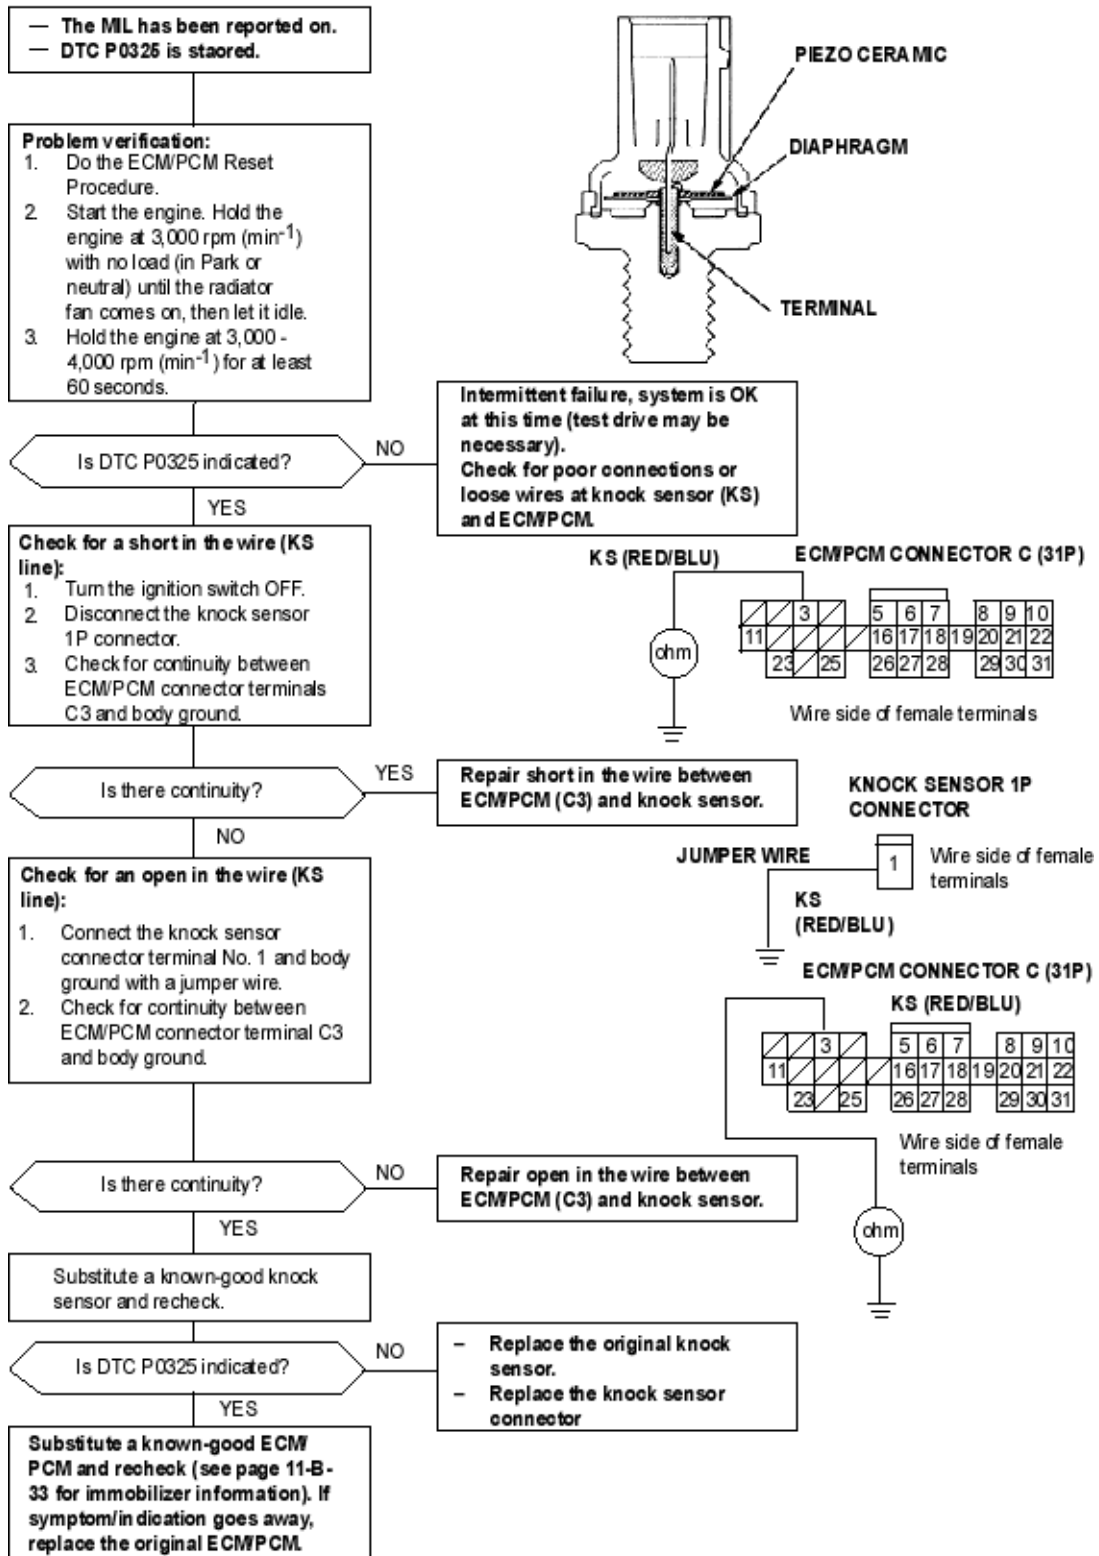 — The MIL has been reported on.
— DTC P0325 is staored.
PIEZO CERAMIC
DIAPHRAGM
TERMINAL
Problem verification:
1. Do the ECM/PCM Reset
Procedure.
2. Start the engine. Hold the
engine at 3,000 rpm (min-1)
with no load (in Park or
neutral) until the radiator
fan comes on, then let it idle.
3. Hold the engine at 3,000 -
4,000 rpm (min-1) for at least
60 seconds.
Is DTC P0325 indicated?
NO
Intermittent failure, system is OK
at this time (test drive may be
necessary).
Check for poor connections or
loose wires at knock sensor (KS)
and ECM/PCM.
YES
Check for a short in the wire (KS
line):
1. Turn the ignition switch OFF.
2. Disconnect the knock sensor
1P connector.
3. Check for continuity between
ECM/PCM connector terminals
C3 and body ground.
KS (RED/BLU)
ECM/PCM CONNECTOR C (31P)
3 5 6 7 8 9 10
11 16 17 18 19 20 21 22
23 25 26 27 28 29 30 31
ohm
Wire side of female terminals
Is there continuity?
YES
Repair short in the wire between
ECM/PCM (C3) and knock sensor.
NO
KNOCK SENSOR 1P
CONNECTOR
JUMPER WIRE
1
Wire side of female
terminals
KS
(RED/BLU)
Check for an open in the wire (KS
line):
1. Connect the knock sensor
connector terminal No. 1 and body
ground with a jumper wire.
2. Check for continuity between
ECM/PCM connector terminal C3
and body ground.
ECM/PCM CONNECTOR C (31P)
KS (RED/BLU)
3 5 6 7 8 9 10
11 16 17 18 19 20 21 22
23 25 26 27 28 29 30 31
Wire side of female
terminals
ohm
Is there continuity?
NO
Repair open in the wire between
ECM/PCM (C3) and knock sensor.
YES
Substitute a known-good knock
sensor and recheck.
Is DTC P0325 indicated?
NO
– Replace the original knock
sensor.
– Replace the knock sensor
connector
YES
Substitute a known-good ECM/
PCM and recheck (see page 11-B-
33 for immobilizer information). If
symptom/indication goes away,
replace the original ECM/PCM.